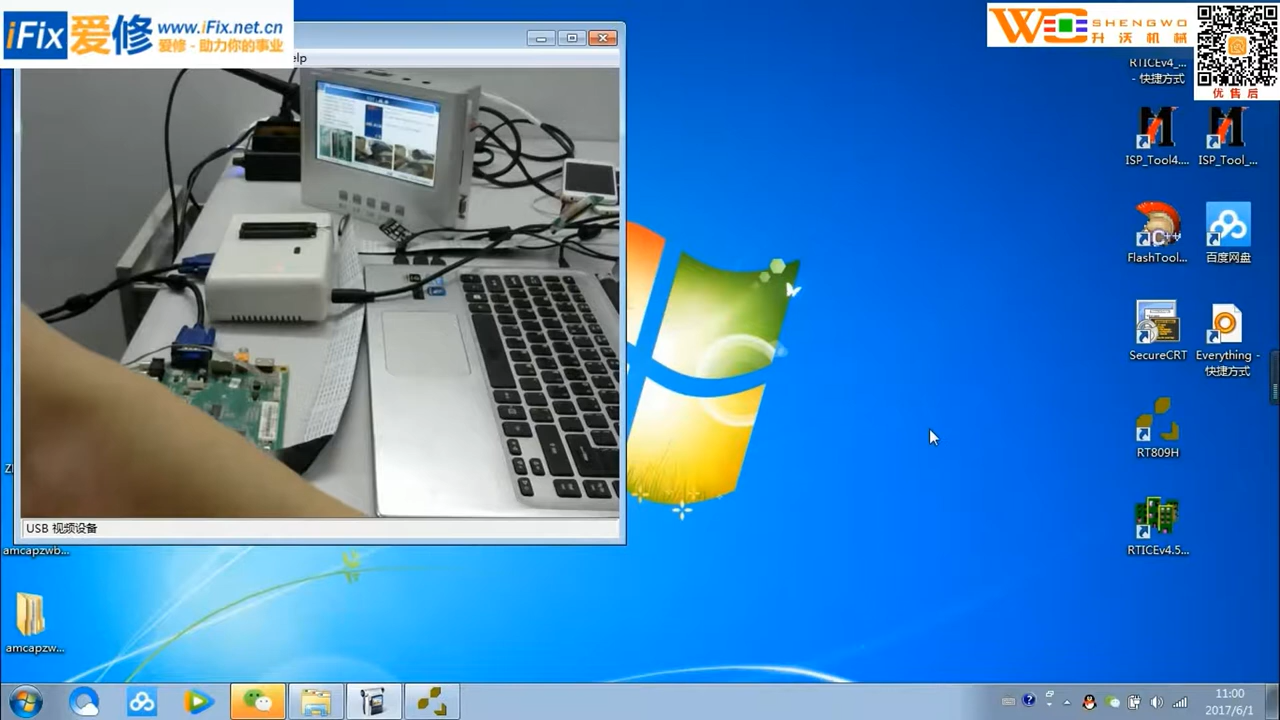 iFix 爱修 www.iFix.net.cn
爱修 - 助力你的事业
elp
SHENGWO
升沃机械
优售后
RTICEv4_...
- 快捷方式
ISP_Tool4....
ISP_Tool_...
FlashTool...
百度网盘
SecureCRT
Everything -
快捷方式
RT809H
RTICEv4.5...
USB 视频设备
amcapzwb...
amcapzw...
11:00
2017/6/1